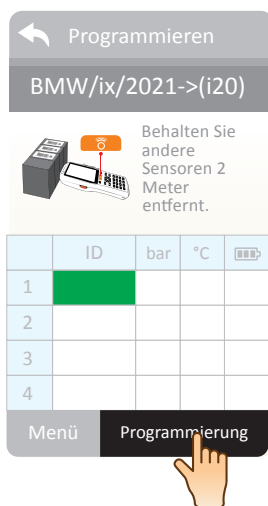 Programmieren
BMW/ix/2021->(i20)
Behalten Sie
andere
Sensoren 2
Meter
entfernt.
ID bar °C
1
2
3
4
Menü Programmierung